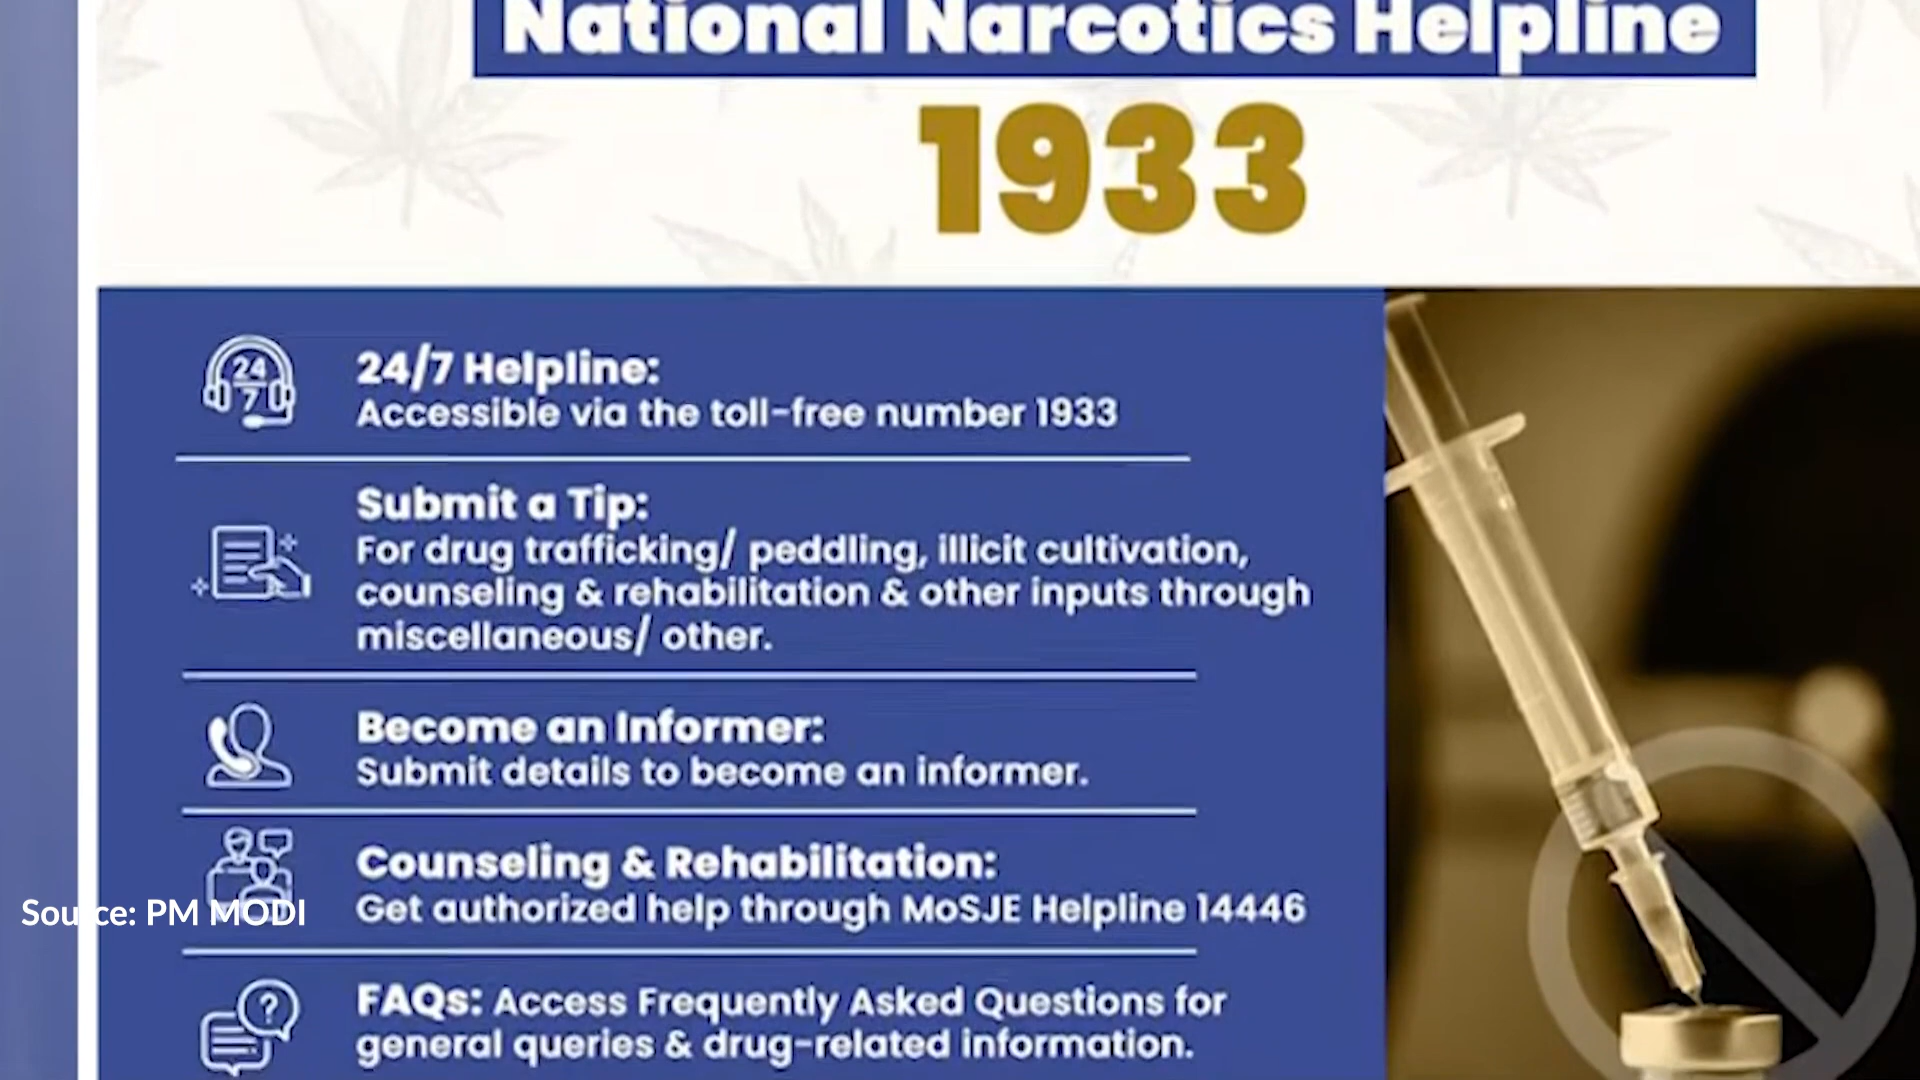 National Narcotics Helpline
1933
24
7
24/7 Helpline:
Accessible via the toll-free number 1933
Submit a Tip:
For drug trafficking/ peddling, illicit cultivation,
counseling & rehabilitation & other inputs through
miscellaneous/ other.
Become an Informer:
Submit details to become an informer.
Counseling & Rehabilitation:
Get authorized help through MoSJE Helpline 14446
Source: PM MODI
FAQs: Access Frequently Asked Questions for
general queries & drug-related information.